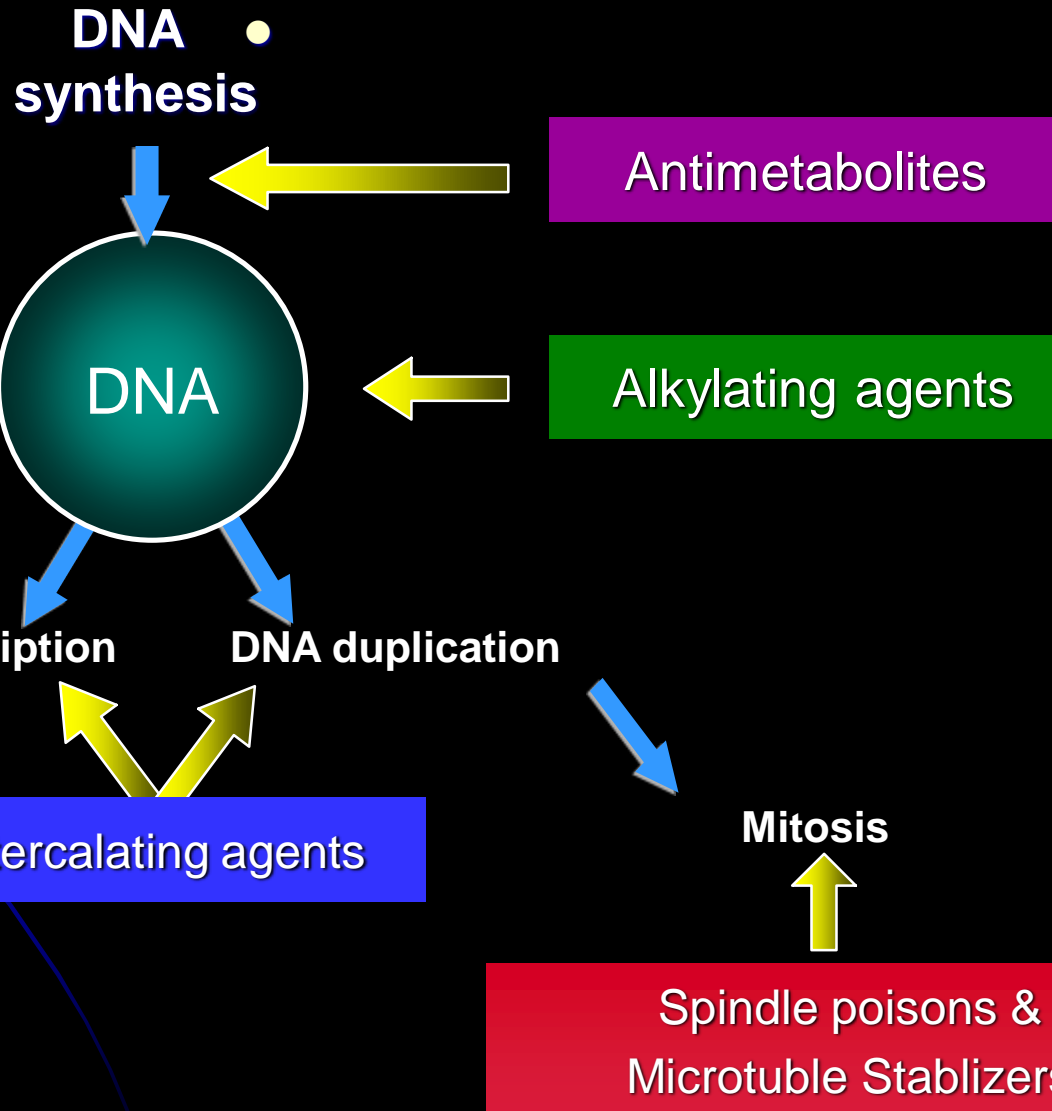 DNA •
synthesis
Antimetabolites
DNA
Alkylating agents
iption DNA duplication
Mitosis
ercalating agents
Spindle poisons &
Microtuble Stablizers